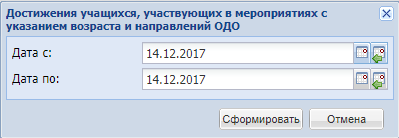 Достижения учащихся, участвующих в мероприятиях с
указанием возраста и направлений ОДО
Дата с: 14.12.2017
Дата по: 14.12.2017
Сформировать Отмена